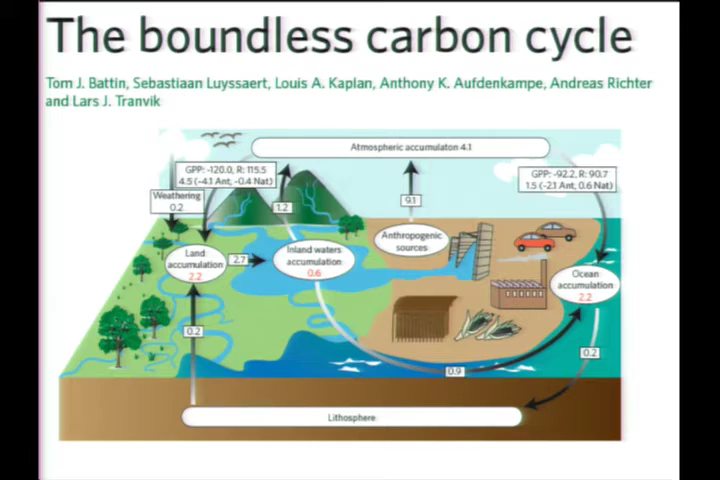 The boundless carbon cycle
Tom J. Battin, Sebastiaan Luyssaert, Louis A. Kaplan, Anthony K. Aufdenkampe, Andreas Richter
and Lars J. Tranvik
Atmospheric accumulaton 4.1
GPP: -120.0, R: 115.5
4.5 (-4.1 Ant, -0.4 Nat)
GPP: -92.2, R: 90.7
1.5 (-2.1 Ant, 0.6 Nat)
Weathering
0.2
1.2
9.1
Anthropogenic
sources
Land
accumulation
2.2
2.7
Inland waters
accumulation
0.6
Ocean
accumulation
2.2
0.2
0.2
0.9
Lithosphere